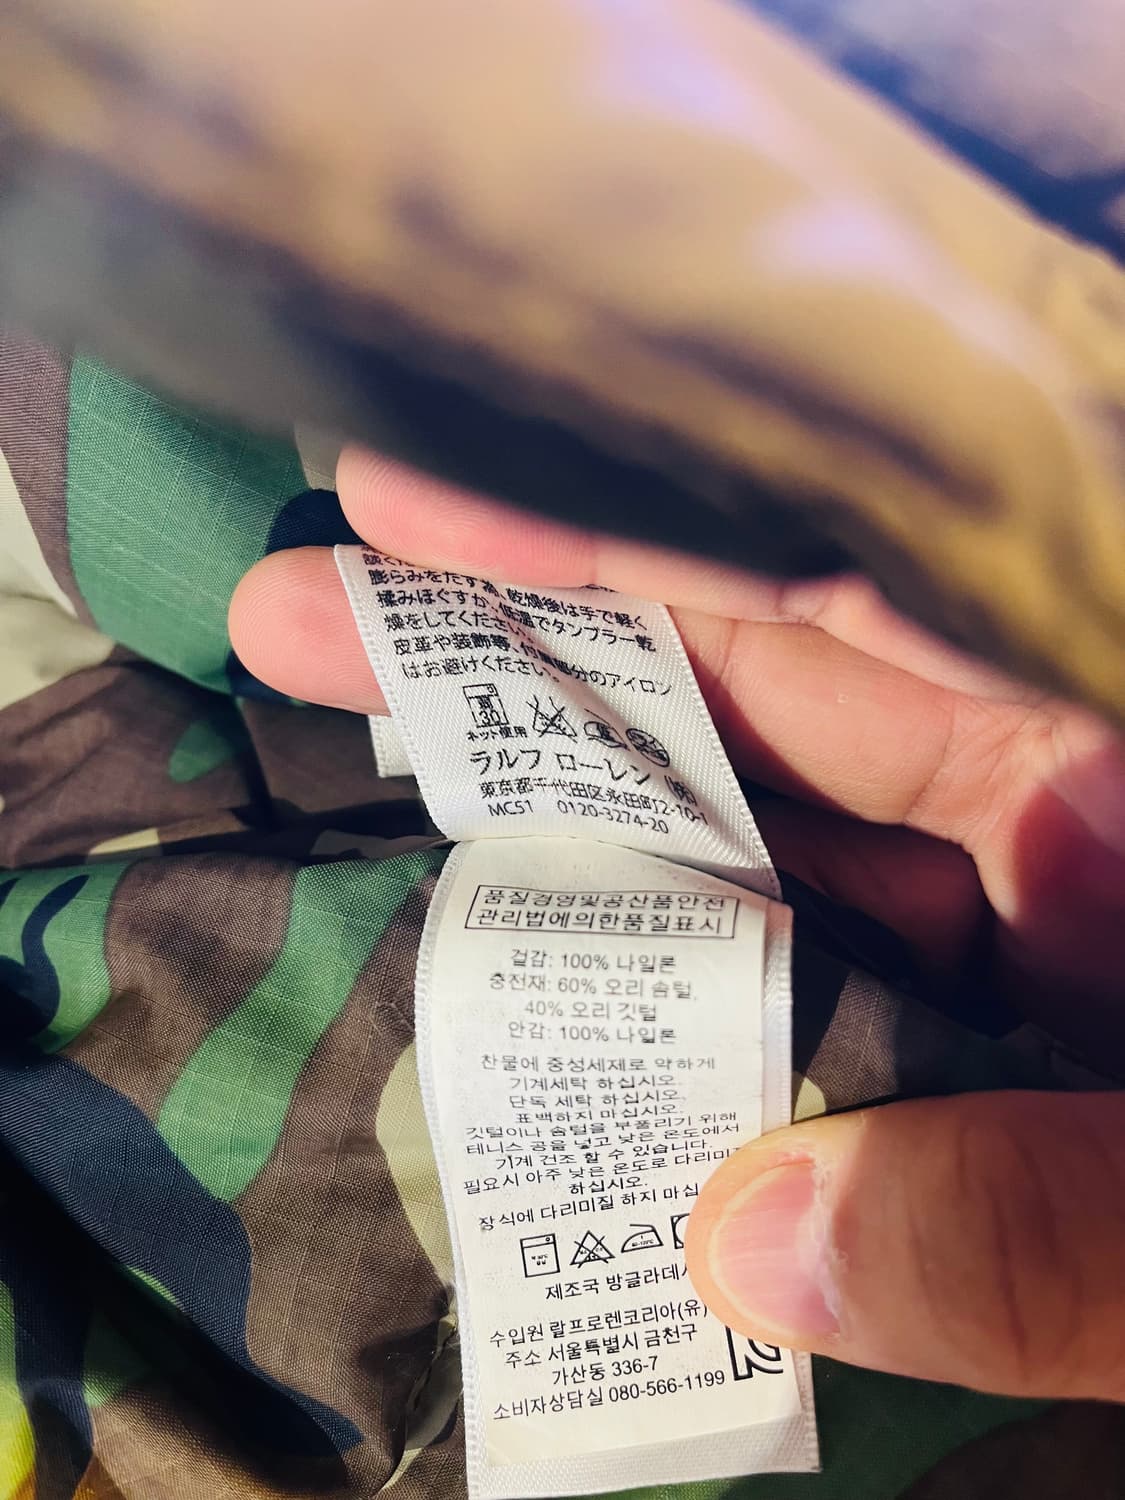 膨らみをだす為、乾燥後は手で軽く
揉みほぐすか、低温でタンブラー乾
燥をしてください。
皮革や装飾等、付属部分のアイロン
はお避けください。
30
ネット使用
ラルフ ローレン (株)
東京都千代田区永田町2-10-1
MC51 0120-3274-20
품질경영및공산품안전
관리법에의한품질표시
겉감: 100% 나일론
충전재: 60% 오리 솜털,
40% 오리 깃털
안감: 100% 나일론
찬물에 중성세제로 약하게
기계세탁 하십시오.
단독 세탁 하십시오.
표백하지 마십시오.
깃털이나 솜털을 부풀리기 위해
테니스 공을 넣고 낮은 온도에서
기계 건조 할 수 있습니다.
필요시 아주 낮은 온도로 다리미
하십시오.
장식에 다리미질 하지 마십
제조국 방글라데
수입원 랄프로렌코리아(유)
주소 서울특별시 금천구
가산동 336-7
소비자상담실 080-566-1199